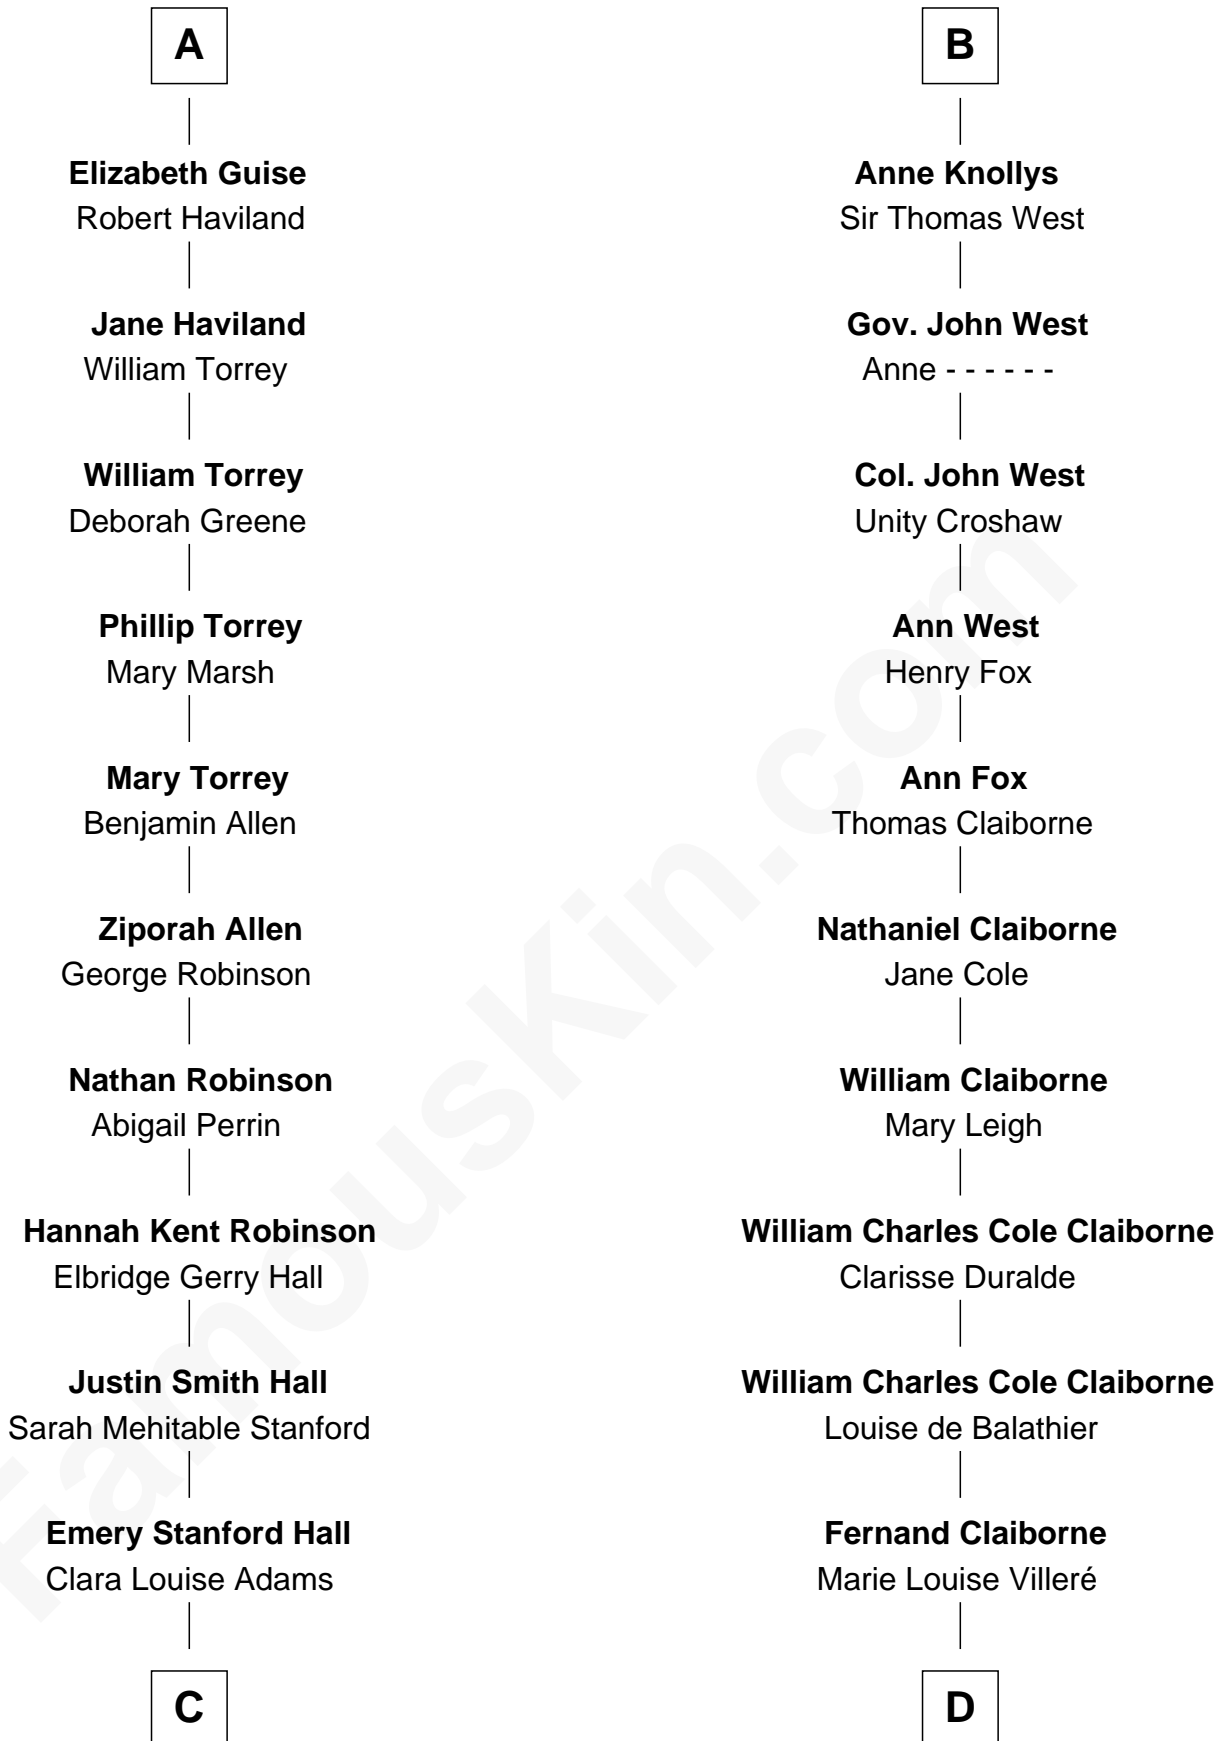 A
Elizabeth Guise
Robert Haviland
Jane Haviland
William Torrey
William Torrey
Deborah Greene
Phillip Torrey
Mary Marsh
Mary Torrey
Benjamin Allen
Ziporah Allen
George Robinson
Nathan Robinson
Abigail Perrin
Hannah Kent Robinson
Elbridge Gerry Hall
Justin Smith Hall
Sarah Mehitable Stanford
Emery Stanford Hall
Clara Louise Adams
C
B
Anne Knollys
Sir Thomas West
Gov. John West
Anne - - - - - -
Col. John West
Unity Croshaw
Ann West
Henry Fox
Ann Fox
Thomas Claiborne
Nathaniel Claiborne
Jane Cole
William Claiborne
Mary Leigh
William Charles Cole Claiborne
Clarisse Duralde
William Charles Cole Claiborne
Louise de Balathier
Fernand Claiborne
Marie Louise Villeré
D
FamousKin.com